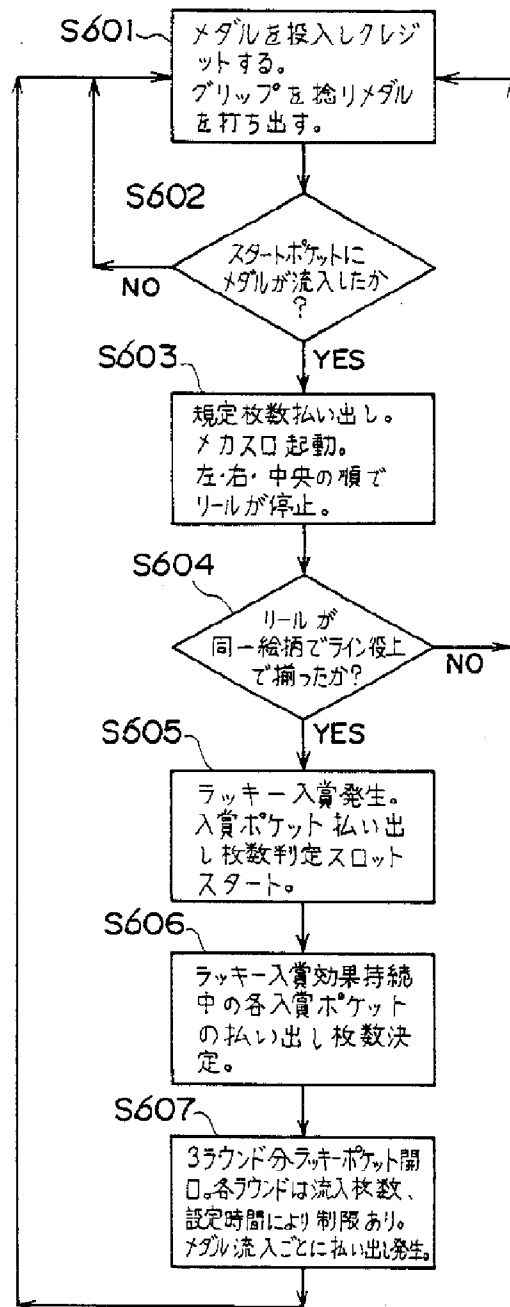 S601
メダルを投入しクレジ
ットする。
グリップを捻りメダル
を打ち出す。
S602
スタートポケットに
メダルが流入したか
?
NO
YES
S603
規定枚数払い出し。
メカスロ起動。
左・右・中央の順で
リールが停止。
S604
リールが
同一絵柄でライン役上
で揃ったか?
NO
YES
S605
ラッキー入賞発生。
入賞ポケット払い出
し枚数判定スロット
スタート。
S606
ラッキー入賞効果持続
中の各入賞ポケット
の払い出し枚数決
定。
S607
3ラウンド分ラッキーポケット開
口。各ラウンドは流入枚数、
設定時間により制限あり。
メダル流入ごとに払い出し発生。